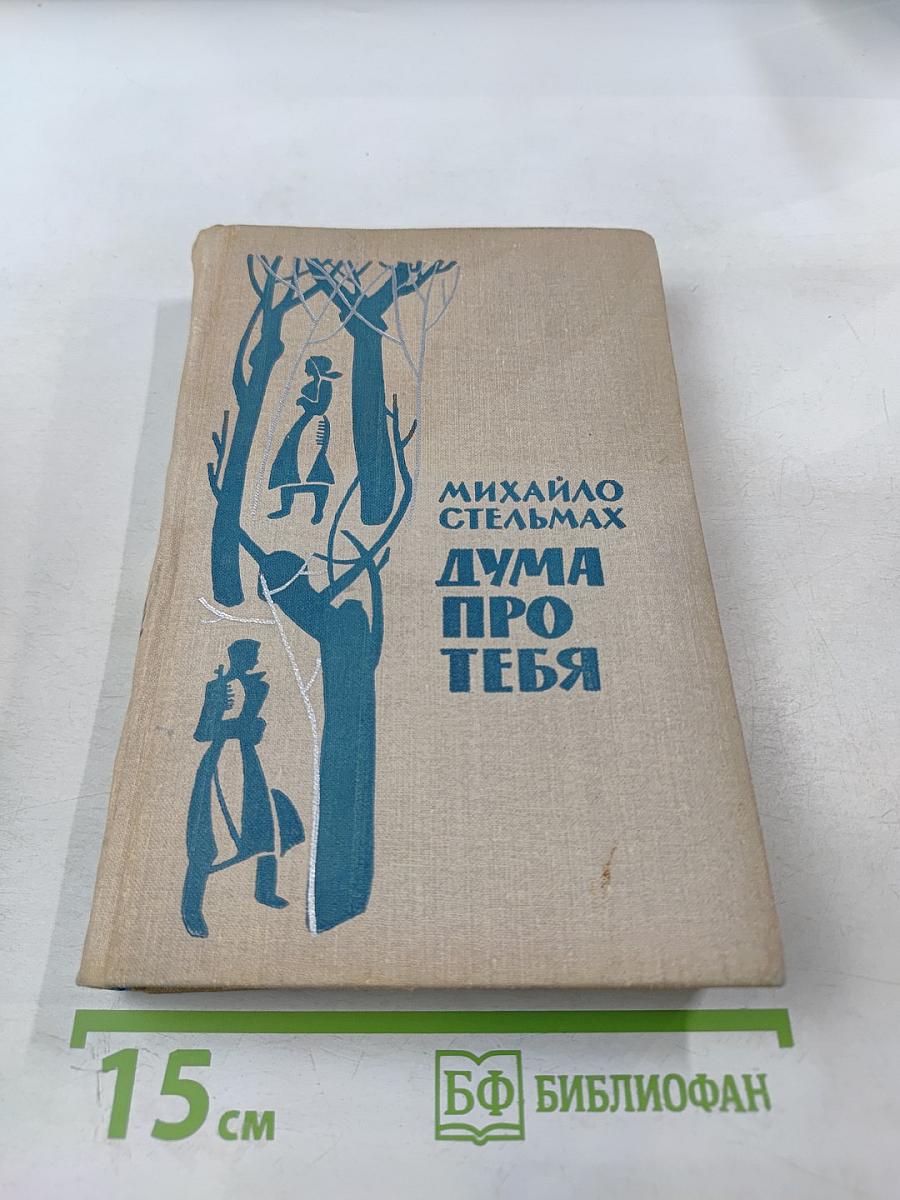 МИХАЙЛО
СТЕЛЬМАХ
ДУМА
ПРО
ТЕБЯ
15 см
БФ БИБЛИОФАН